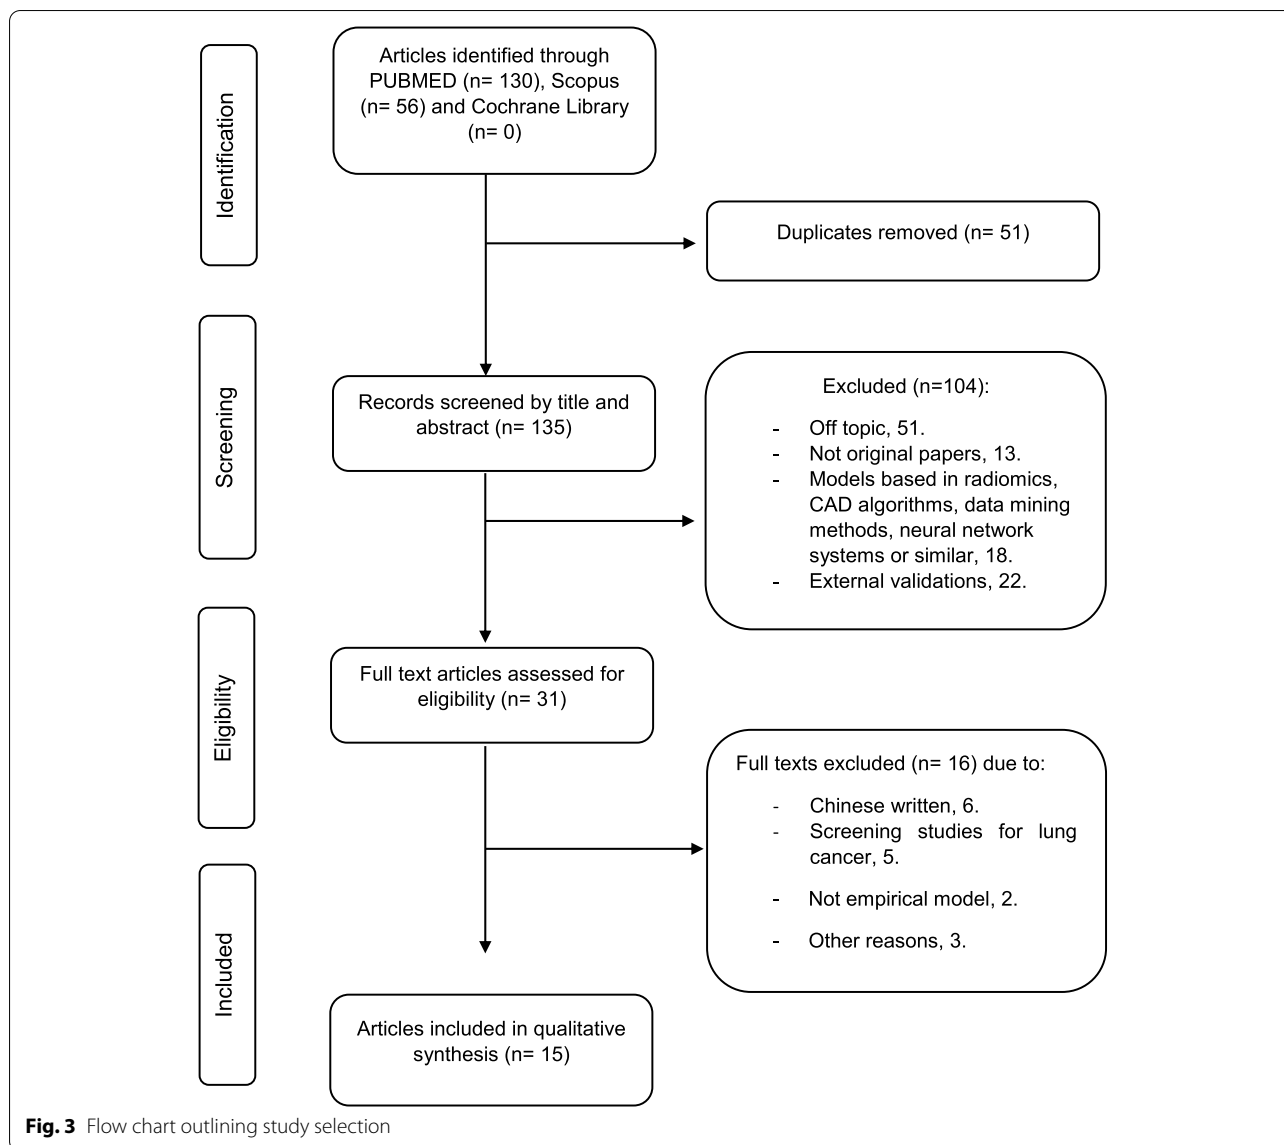 Identification
Articles identified through
PUBMED (n= 130), Scopus
(n= 56) and Cochrane Library
(n= 0)
Duplicates removed (n= 51)
Screening
Records screened by title and
abstract (n= 135)
Excluded (n=104):
- Off topic, 51.
- Not original papers, 13.
- Models based in radiomics,
CAD algorithms, data mining
methods, neural network
systems or similar, 18.
- External validations, 22.
Eligibility
Full text articles assessed for
eligibility (n= 31)
Full texts excluded (n= 16) due to:
- Chinese written, 6.
- Screening studies for lung
cancer, 5.
- Not empirical model, 2.
- Other reasons, 3.
Included
Articles included in qualitative
synthesis (n= 15)
Fig. 3 Flow chart outlining study selection